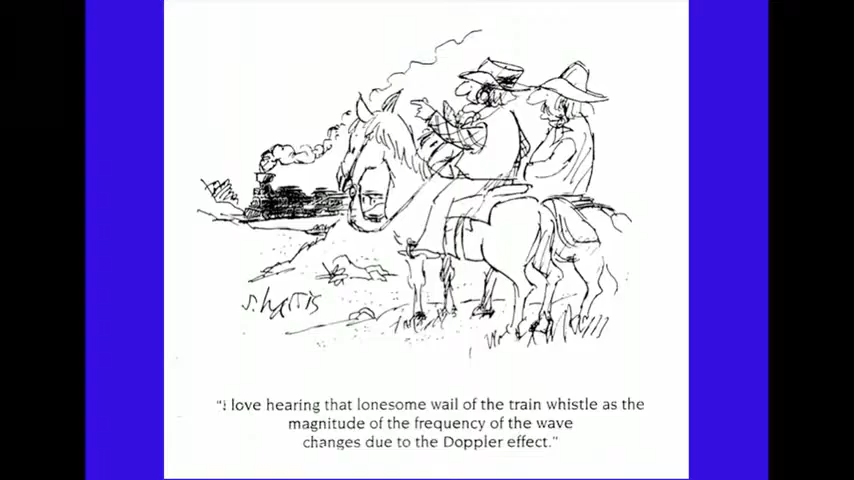 s. harris
"I love hearing that lonesome wail of the train whistle as the
magnitude of the frequency of the wave
changes due to the Doppler effect."